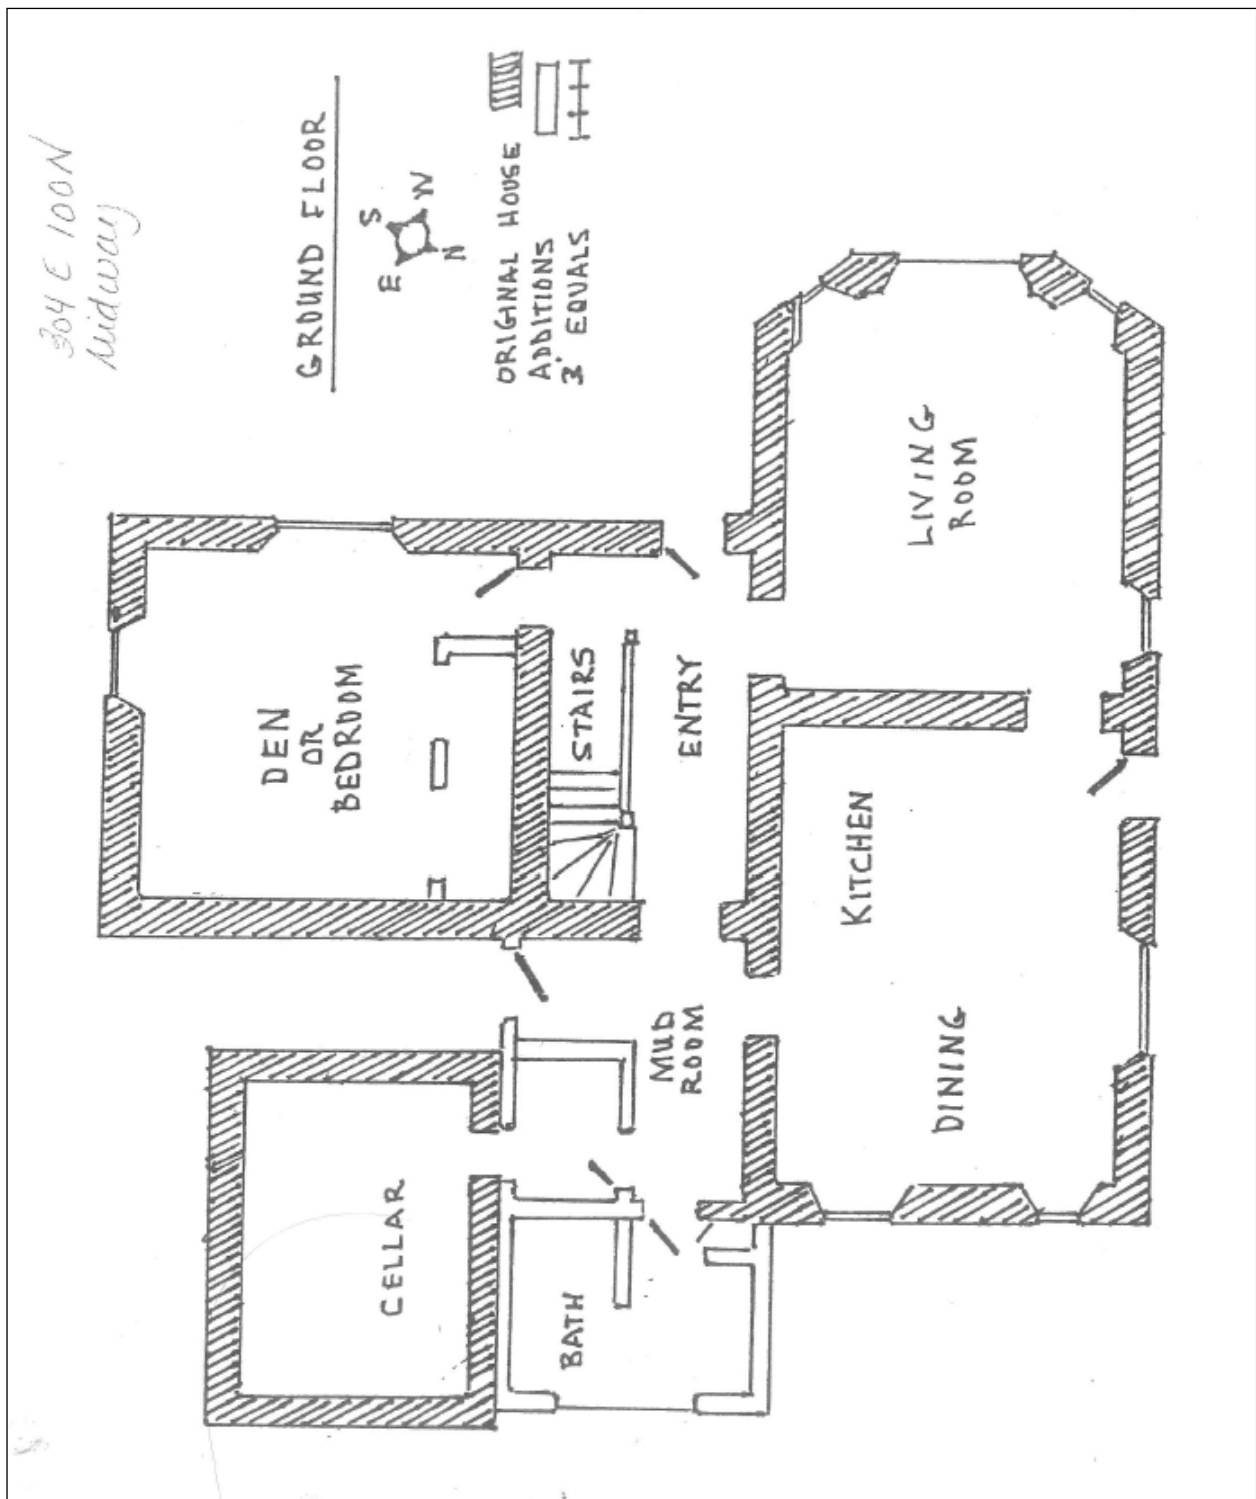 304 E 100 N
Midway
GROUND FLOOR
E
S
W
N
ORIGINAL HOUSE
ADDITIONS
3' EQUALS
DEN
OR
BEDROOM
STAIRS
ENTRY
LIVING
ROOM
KITCHEN
DINING
MUD
ROOM
CELLAR
BATH